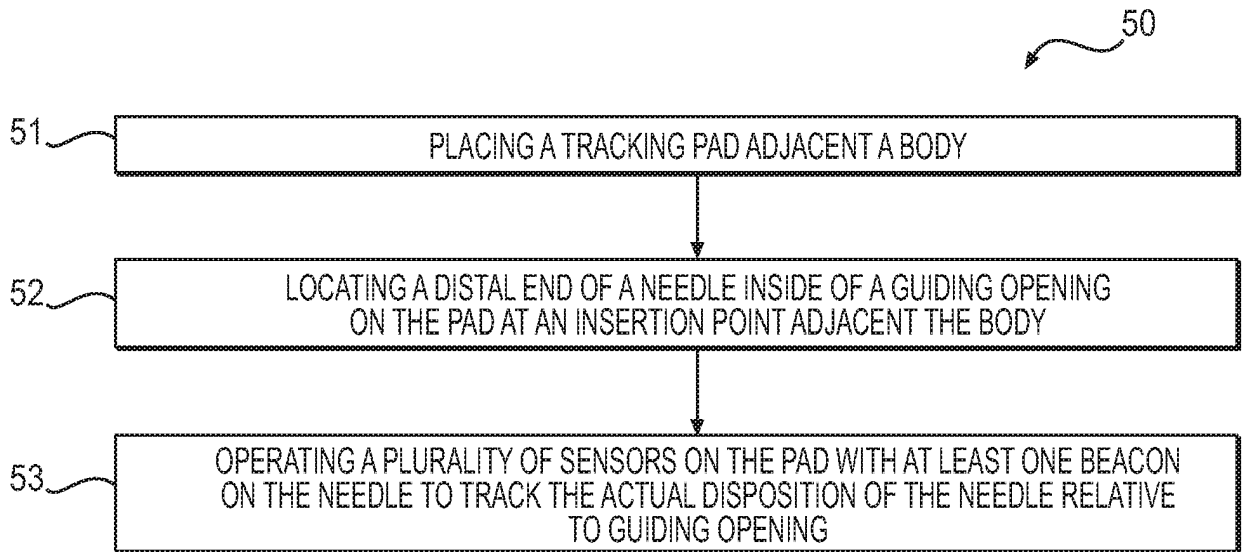 50
51
PLACING A TRACKING PAD ADJACENT A BODY
52
LOCATING A DISTAL END OF A NEEDLE INSIDE OF A GUIDING OPENING
ON THE PAD AT AN INSERTION POINT ADJACENT THE BODY
53
OPERATING A PLURALITY OF SENSORS ON THE PAD WITH AT LEAST ONE BEACON
ON THE NEEDLE TO TRACK THE ACTUAL DISPOSITION OF THE NEEDLE RELATIVE
TO GUIDING OPENING